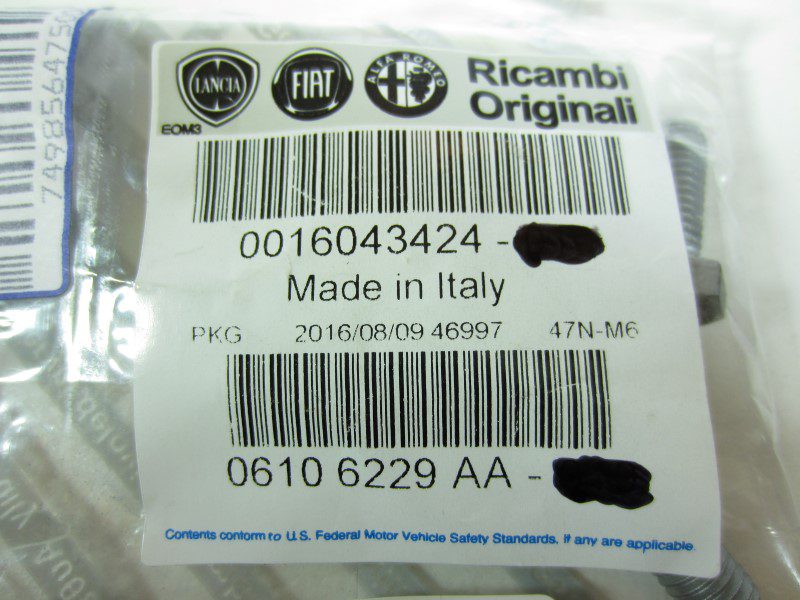 LANCIA FIAT ALFA ROMEO Ricambi
Originali
EOM3
0016043424 -
Made in Italy
PKG 2016/08/09 46997 47N-M6
0610 6229 AA -
Contents conform to U.S. Federal Motor Vehicle Safety Standards, if any are applicable